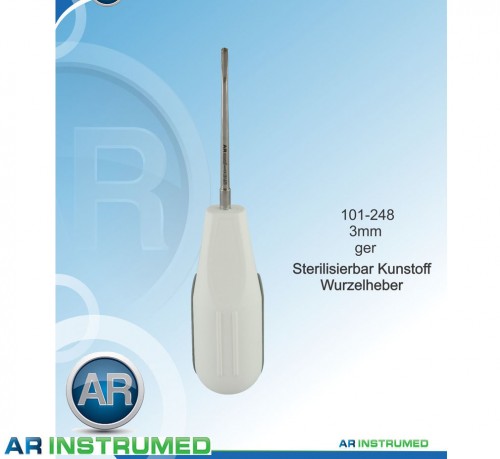 101-248
3mm
ger
Sterilisierbar Kunstoff
Wurzelheber
R
AR
AR INSTRUMED
AR INSTRUMED